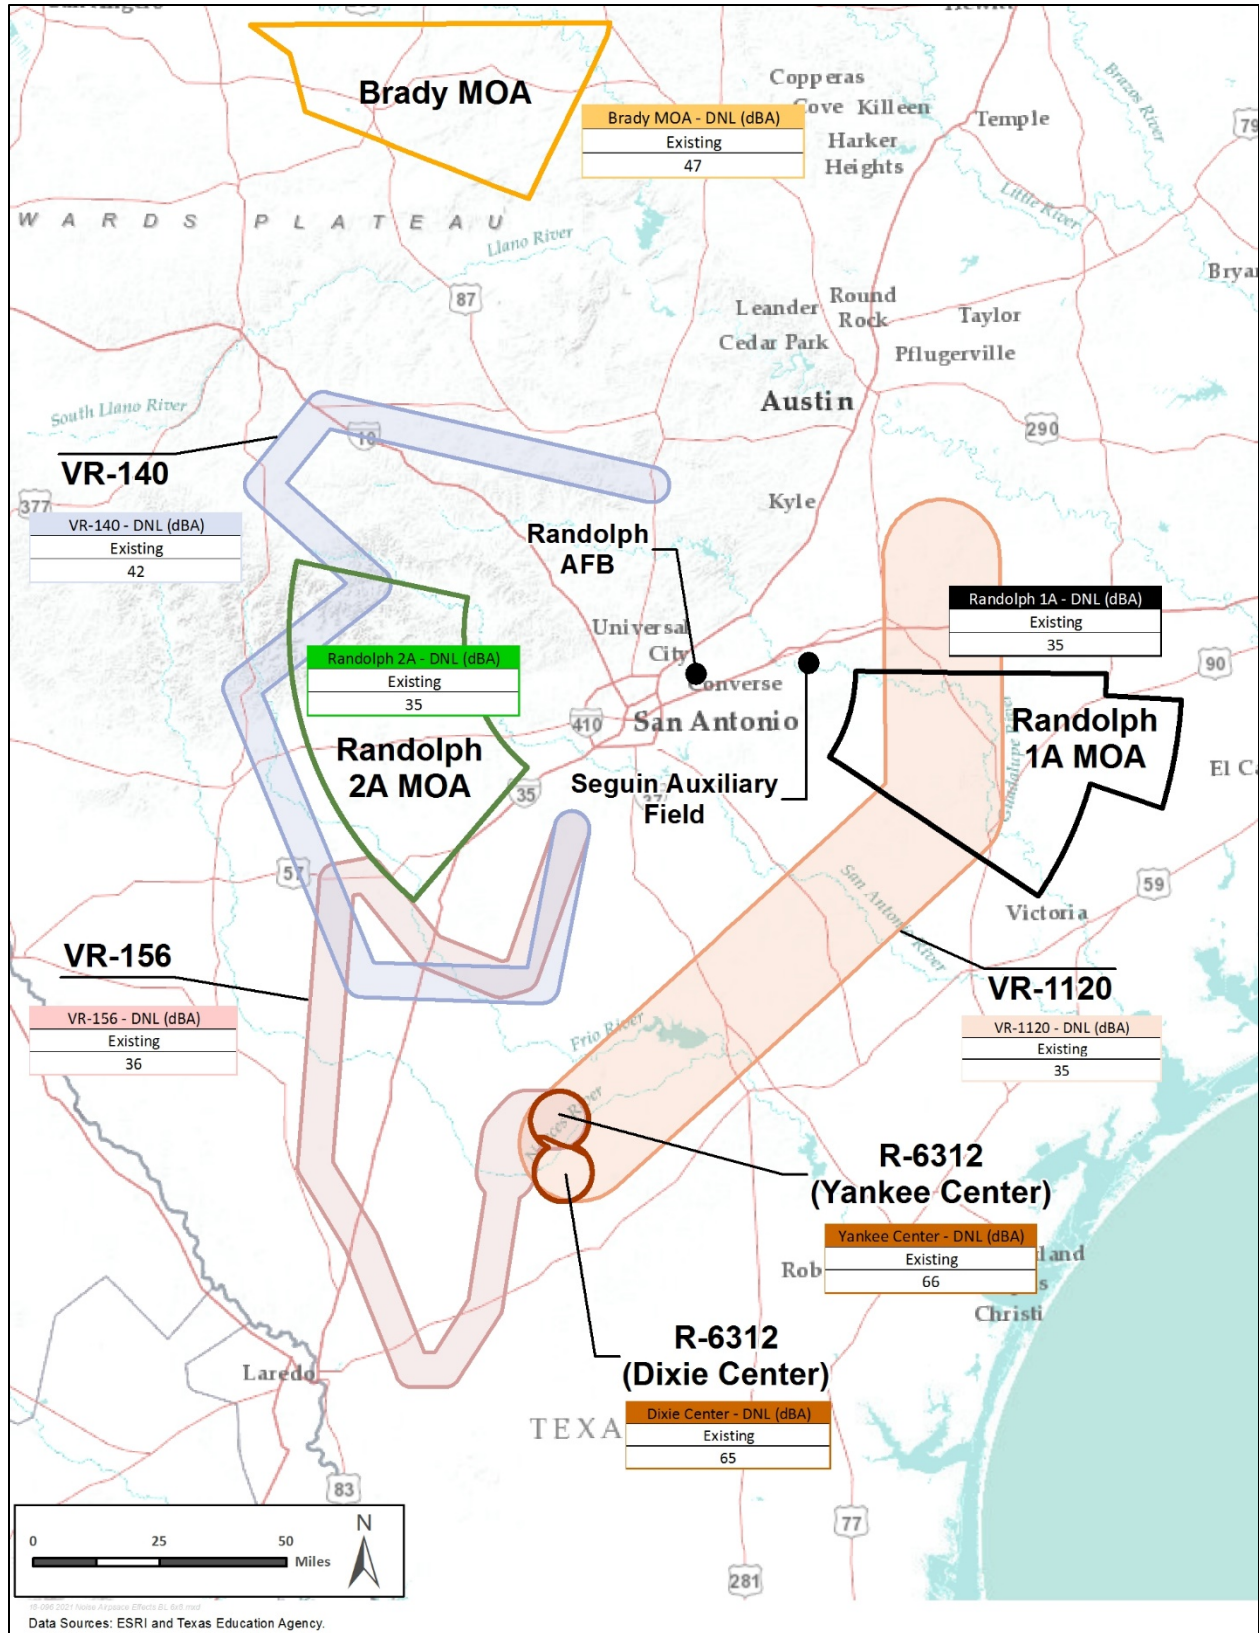 Brady MOA
Brady MOA - DNL (dBA)
Existing
47
Copperas
Cove
Killeen
Harker
Heights
Temple
Brazos River
79
Little River
WARDS PLATEAU
Llano River
87
Leander
Round
Rock
Taylor
Cedar Park
Pflugerville
Austin
South Llano River
10
290
VR-140
377
VR-140 - DNL (dBA)
Existing
42
Kyle
Randolph
AFB
Randolph 1A - DNL (dBA)
Existing
35
Universal
City
Randolph 2A - DNL (dBA)
Existing
35
Converse
90
410
San Antonio
Randolph
2A MOA
Randolph
1A MOA
Guadalupe River
35
Seguin Auxiliary
Field
37
57
San Antonio River
59
Victoria
VR-156
VR-1120
VR-156 - DNL (dBA)
Existing
36
VR-1120 - DNL (dBA)
Existing
35
Frio River
R-6312
(Yankee Center)
Yankee Center - DNL (dBA)
Existing
66
Rob
land
s
Christi
R-6312
(Dixie Center)
Dixie Center - DNL (dBA)
Existing
65
Laredo
TEXA
83
77
281
N
0 25 50
Miles
Data Sources: ESRI and Texas Education Agency.